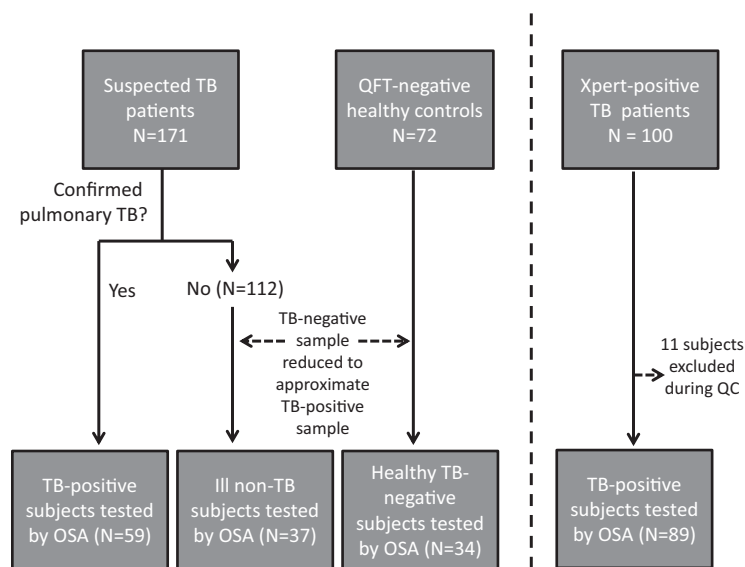 Suspected TB
patients
N=171
QFT-negative
healthy controls
N=72
Xpert-positive
TB patients
N = 100
Confirmed
pulmonary TB?
Yes
No (N=112)
TB-negative
sample
reduced to
approximate
TB-positive
sample
11 subjects
excluded
during QC
TB-positive
subjects tested
by OSA (N=59)
Ill non-TB
subjects tested
by OSA (N=37)
Healthy TB-
negative
subjects tested
by OSA (N=34)
TB-positive
subjects tested
by OSA (N=89)